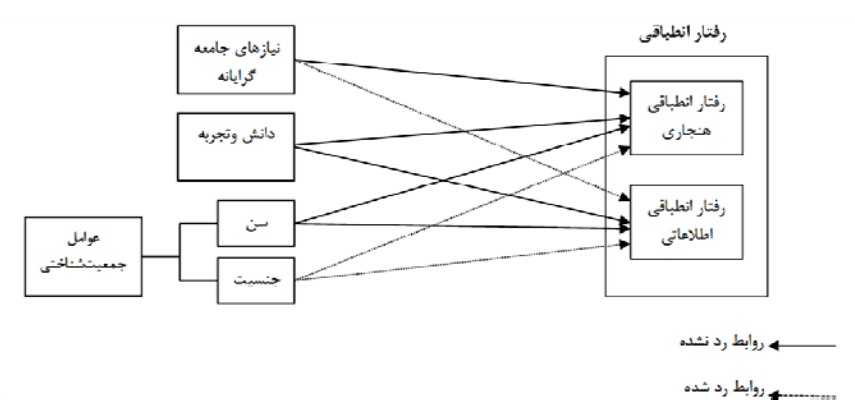 رفتار انطباقی
نیازهای جامعه
گرایانه
رفتار انطباقی
هنجاری
دانش وتجربه
رفتار انطباقی
اطلاعاتی
سن
عوامل
جمعیت‌شناختی
جنسیت
روابط رد نشده
روابط رد شده